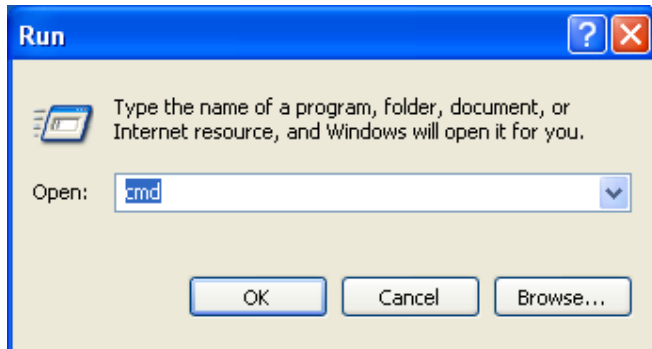 Run
Type the name of a program, folder, document, or
Internet resource, and Windows will open it for you.
Open: cmd
OK Cancel Browse...